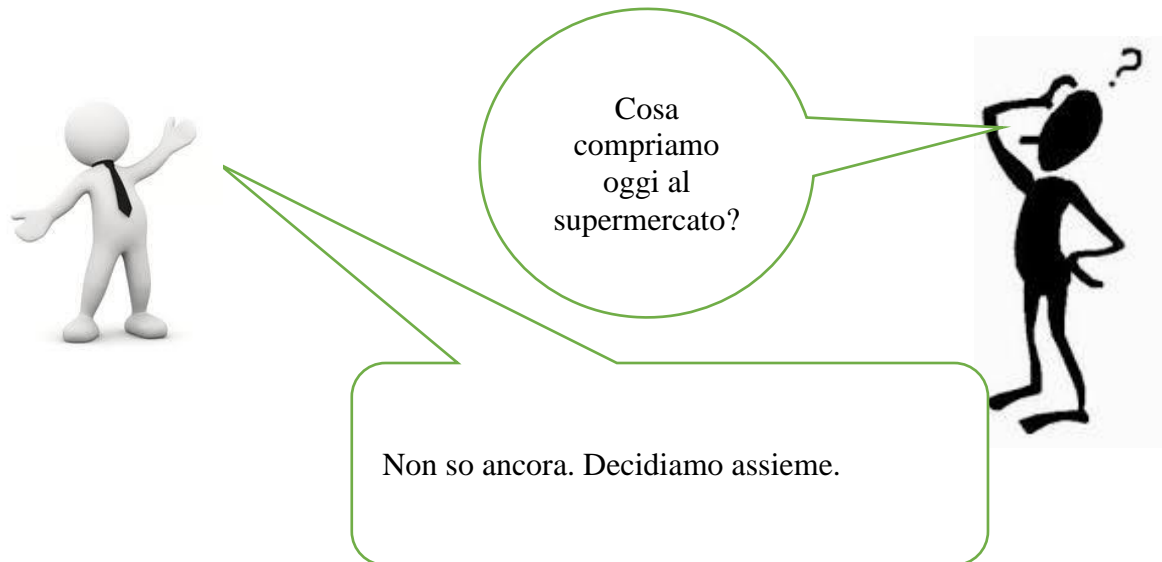 Cosa
compriamo
oggi al
supermercato?
Non so ancora. Decidiamo assieme.